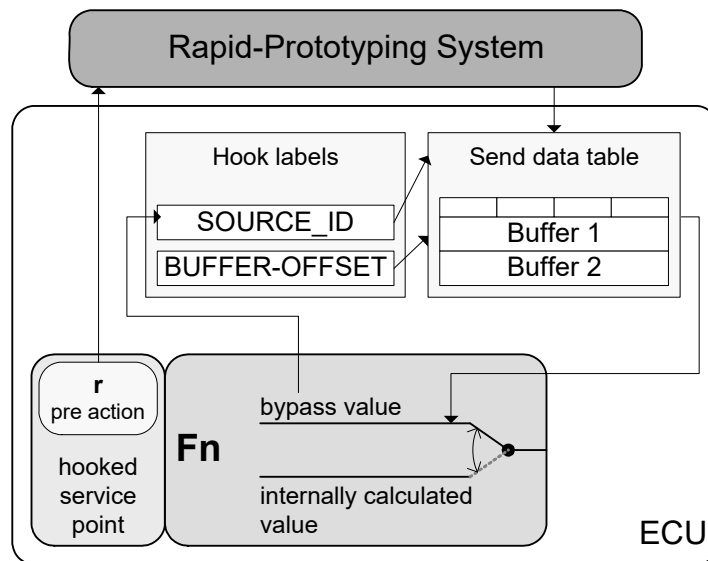 Rapid-Prototyping System
Hook labels
Send data table
SOURCE_ID
BUFFER-OFFSET
Buffer 1
Buffer 2
r
pre action
hooked
service
point
Fn
bypass value
internally calculated
value
ECU